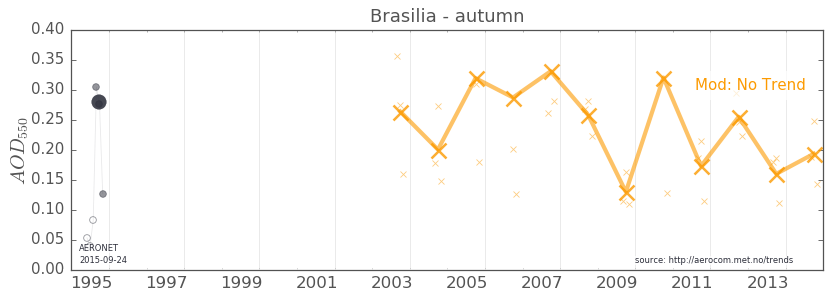 Brasilia - autumn
0.40
0.35
0.30
0.25
0.20
0.15
0.10
0.05
0.00
AOD550
Mod: No Trend
AERONET
2015-09-24
source: http://aerocom.met.no/trends
1995 1997 1999 2001 2003 2005 2007 2009 2011 2013